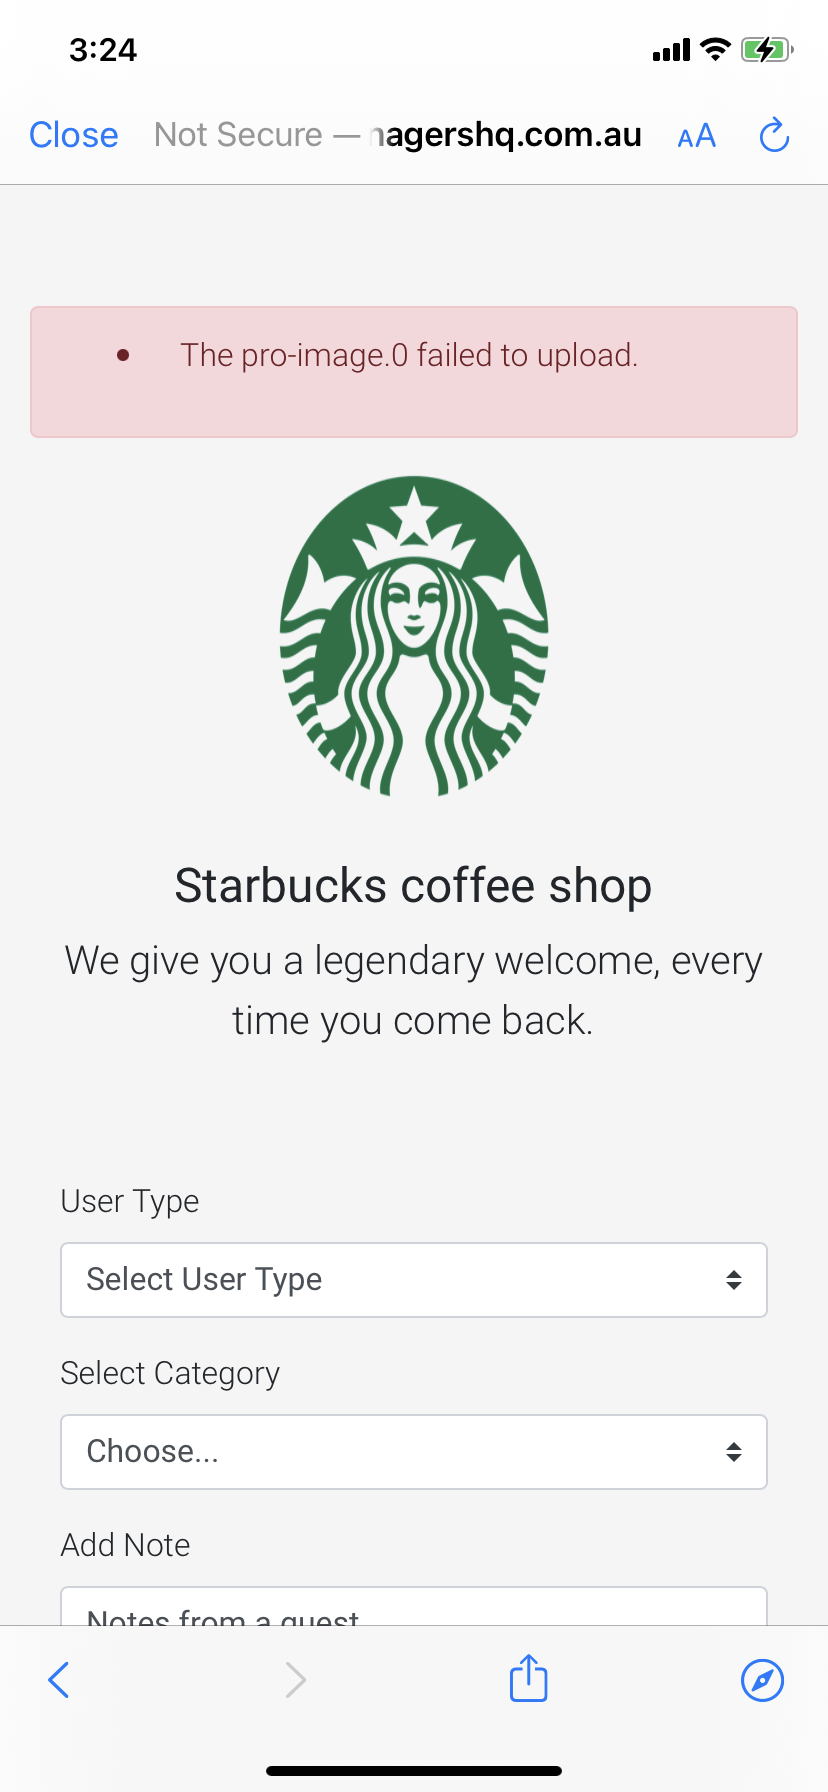 3:24
Close Not Secure — nagershq.com.au AA
• The pro-image.0 failed to upload.
Starbucks coffee shop
We give you a legendary welcome, every
time you come back.
User Type
Select User Type
Select Category
Choose...
Add Note
Notes from a guest